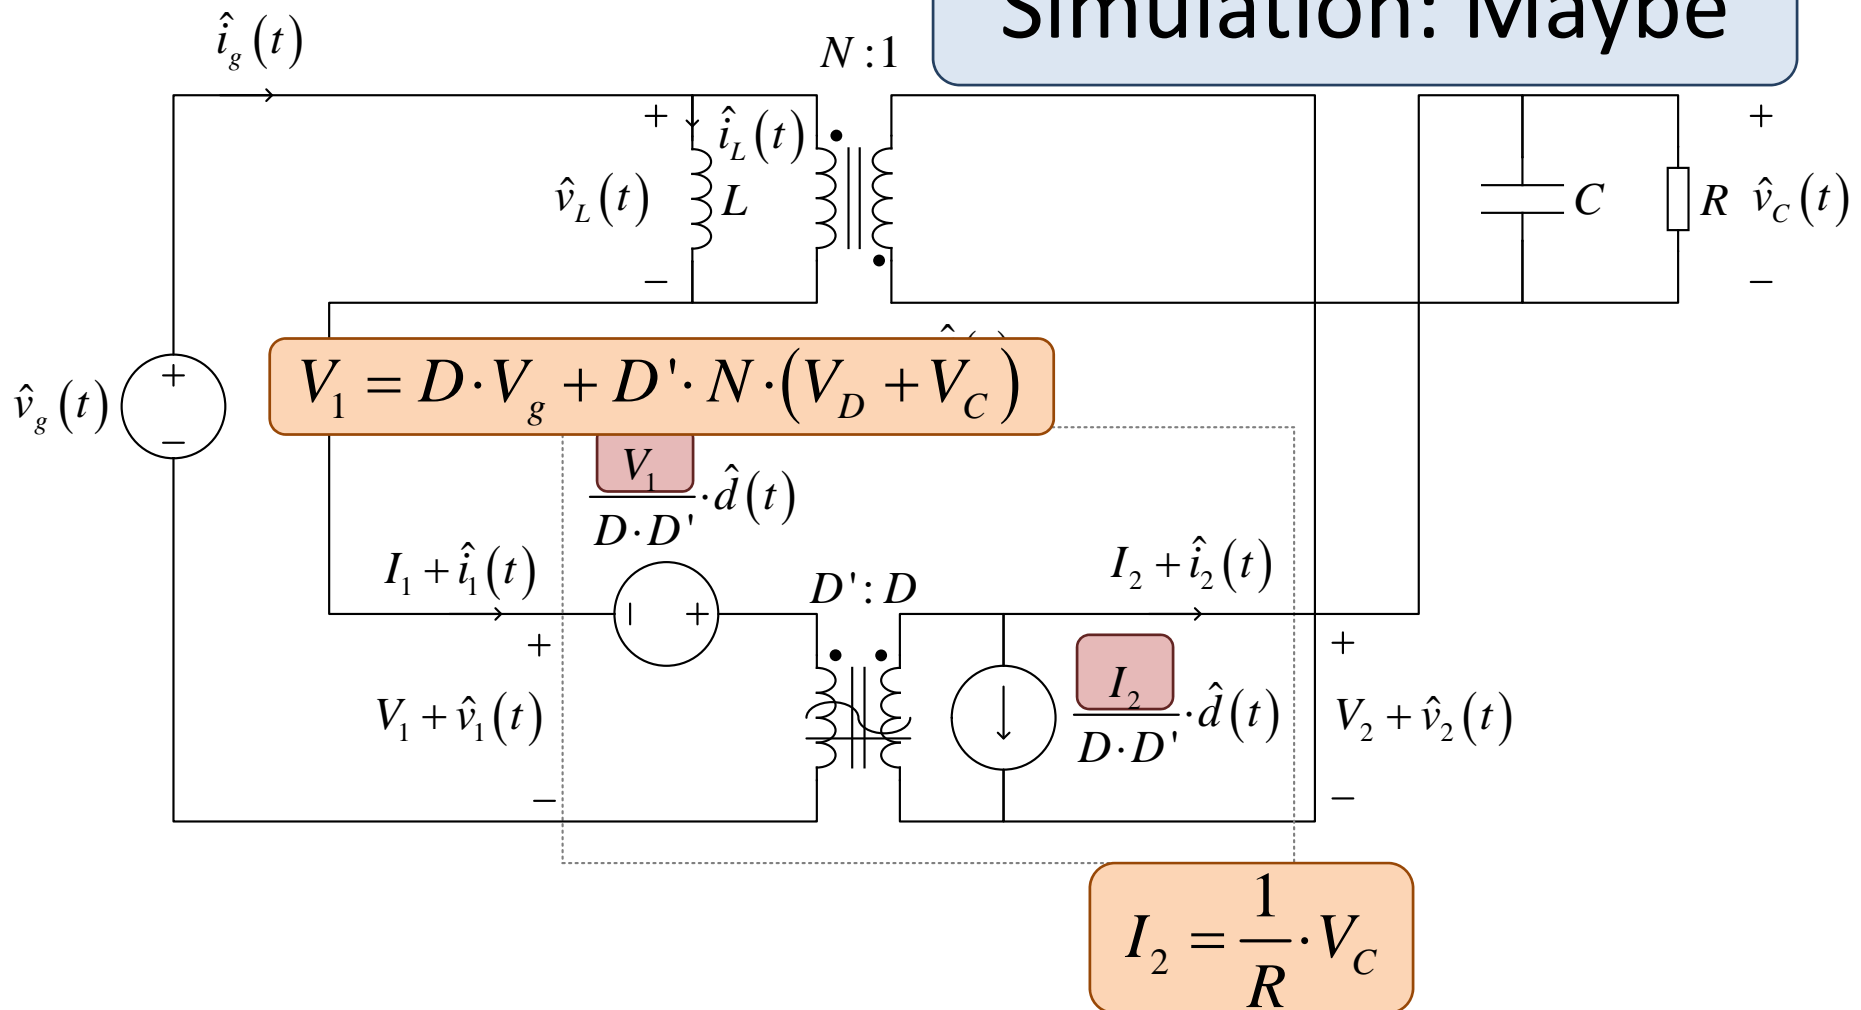 Simulation: Maybe
î_g(t)
N:1
+
î_L(t)
+
v̂_L(t)
L
C
R
v̂_C(t)
−
−
V_1 = D·V_g + D'·N·(V_D + V_C)
+
v̂_g(t)
−
V_1/(D·D')·d̂(t)
I_1 + î_1(t)
D':D
I_2 + î_2(t)
− +
+
+
V_1 + v̂_1(t)
I_2/(D·D')·d̂(t)
V_2 + v̂_2(t)
−
−
I_2 = 1/R·V_C